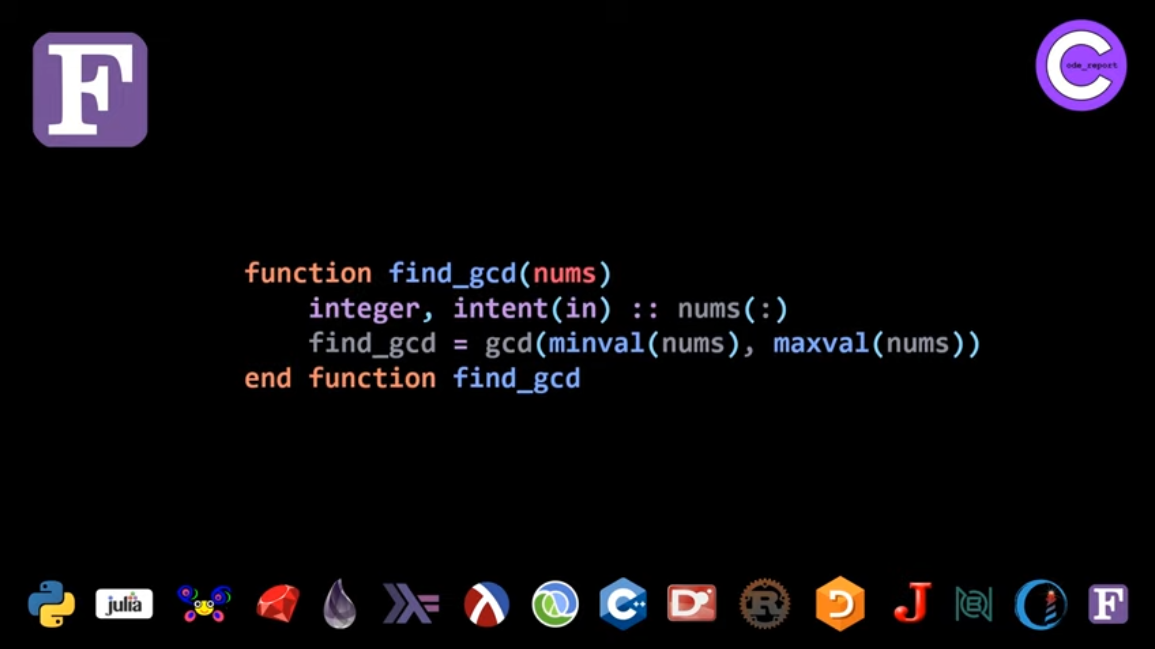 F
C ode_report
function find_gcd(nums)
    integer, intent(in) :: nums(:)
    find_gcd = gcd(minval(nums), maxval(nums))
end function find_gcd
julia
C++
D
R
D
J
F